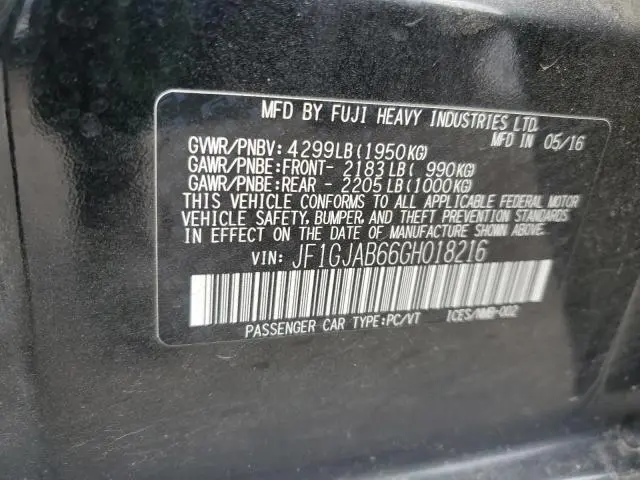 MFD BY FUJI HEAVY INDUSTRIES LTD.
MFD IN 05/16
GVWR/PNBV: 4299LB (1950KG)
GAWR/PNBE: FRONT- 2183LB ( 990KG)
GAWR/PNBE: REAR - 2205LB (1000KG)
THIS VEHICLE CONFORMS TO ALL APPLICABLE FEDERAL MOTOR
VEHICLE SAFETY, BUMPER, AND THEFT PREVENTION STANDARDS
IN EFFECT ON THE DATE OF MANUFACTURE SHOWN ABOVE.
VIN: JF1GJAB66GH018216
PASSENGER CAR TYPE:PC/VT ICES/NMB-002